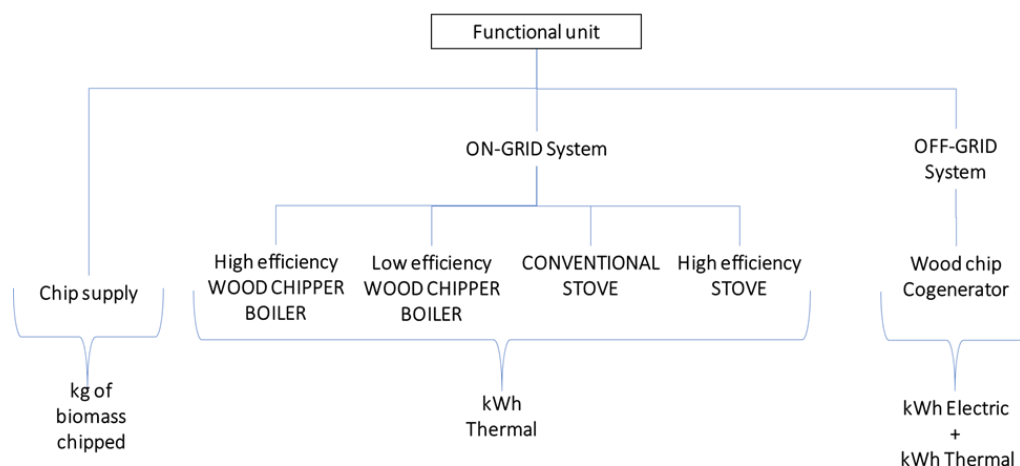 Functional unit
ON-GRID System
OFF-GRID
System
Chip supply
High efficiency
WOOD CHIPPER
BOILER
Low efficiency
WOOD CHIPPER
BOILER
CONVENTIONAL
STOVE
High efficiency
STOVE
Wood chip
Cogenerator
kg of
biomass
chipped
kWh
Thermal
kWh Electric
+
kWh Thermal